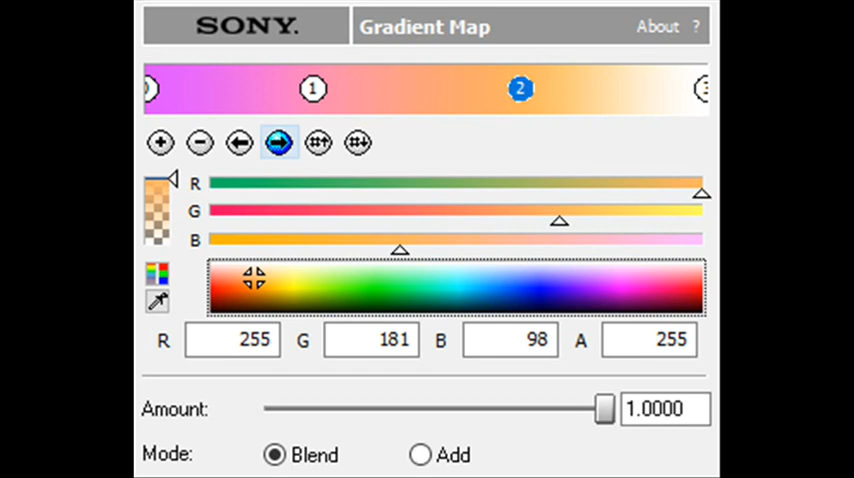 SONY. Gradient Map About ?
1 2
R
G
B
R 255 G 181 B 98 A 255
Amount: 1.0000
Mode: Blend Add